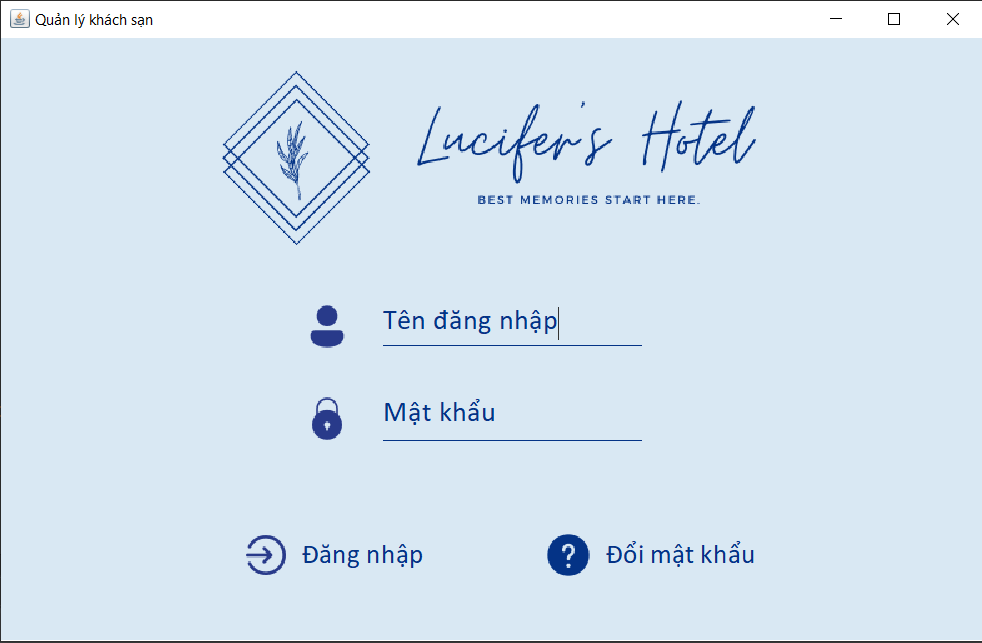 Quản lý khách sạn
Lucifer's Hotel
BEST MEMORIES START HERE.
Tên đăng nhập
Mật khẩu
Đăng nhập
Đổi mật khẩu